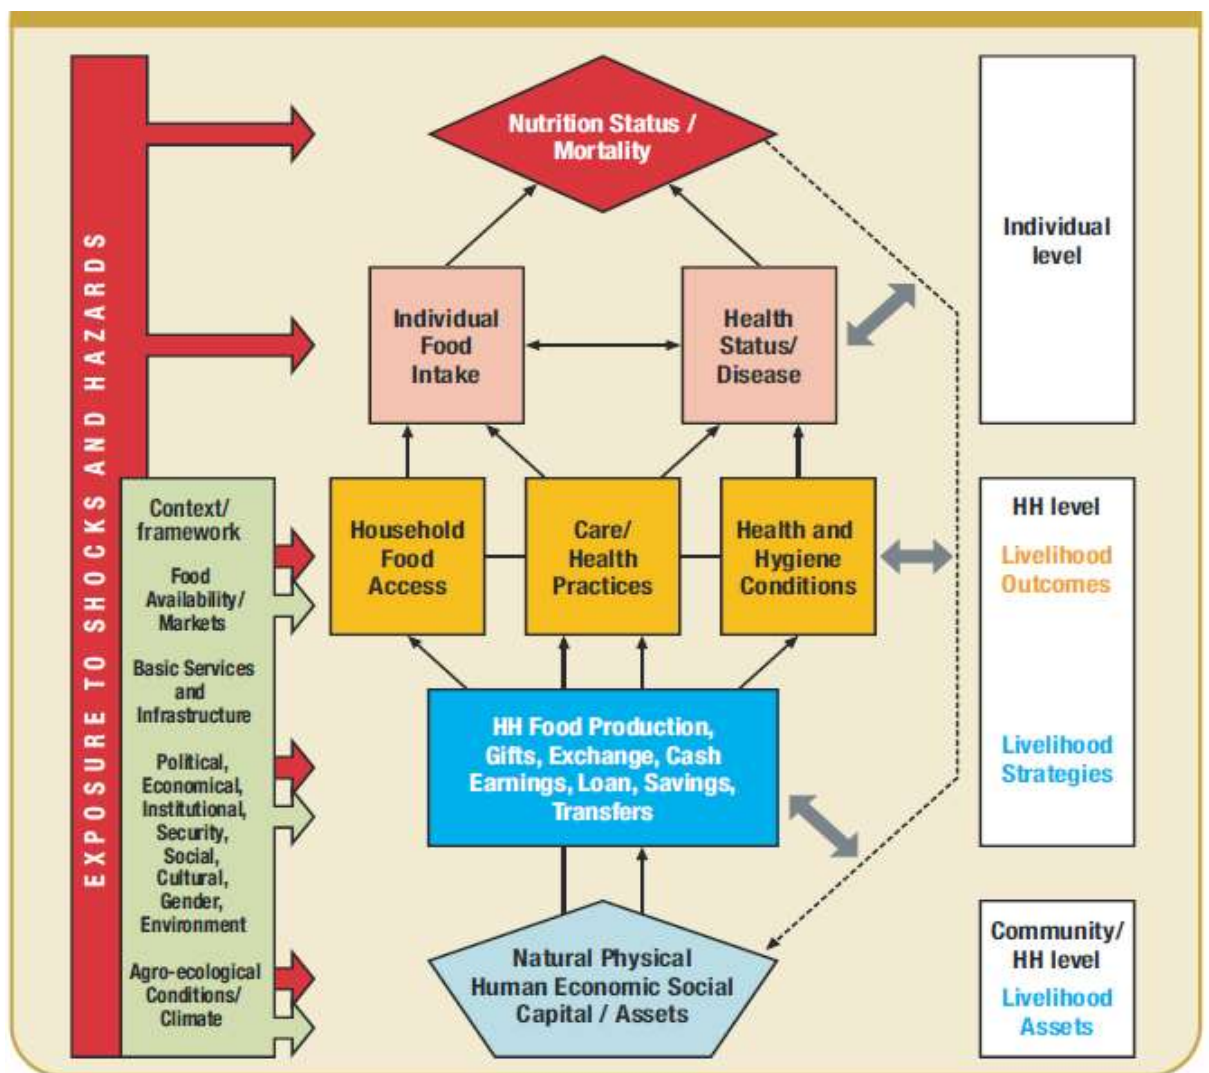 EXPOSURE TO SHOCKS AND HAZARDS
Nutrition Status /
Mortality
Individual
Food
Intake
Health
Status/
Disease
Individual
level
Context/
framework
Food
Availability/
Markets
Basic Services
and
Infrastructure
Political,
Economical,
Institutional,
Security,
Social,
Cultural,
Gender,
Environment
Agro-ecological
Conditions/
Climate
Household
Food
Access
Care/
Health
Practices
Health and
Hygiene
Conditions
HH level
Livelihood
Outcomes
Livelihood
Strategies
HH Food Production,
Gifts, Exchange, Cash
Earnings, Loan, Savings,
Transfers
Natural Physical
Human Economic Social
Capital / Assets
Community/
HH level
Livelihood
Assets